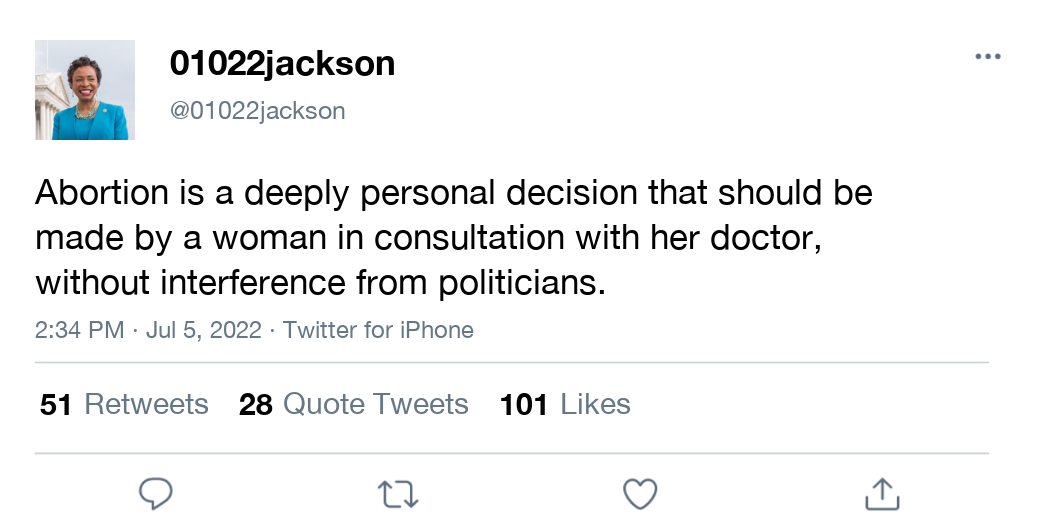 01022jackson
@01022jackson
Abortion is a deeply personal decision that should be
made by a woman in consultation with her doctor,
without interference from politicians.
2:34 PM · Jul 5, 2022 · Twitter for iPhone
51 Retweets 28 Quote Tweets 101 Likes